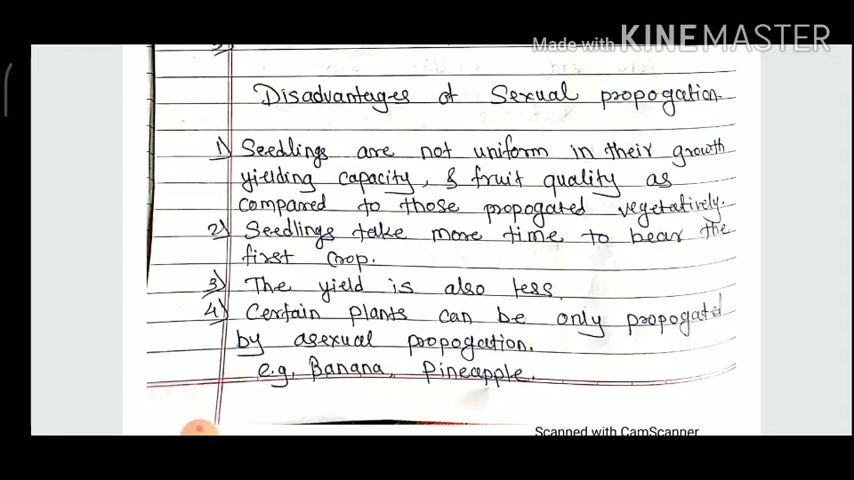 Made with KINEMASTER
Disadvantages of Sexual propogation
1) Seedlings are not uniform in their growth
yielding capacity, & fruit quality as
compared to those propogated vegetatively.
2) Seedlings take more time to bear the
first crop.
3) The yield is also less.
4) Certain plants can be only propogated
by asexual propogation.
e.g, Banana, Pineapple.
Scanned with CamScanner